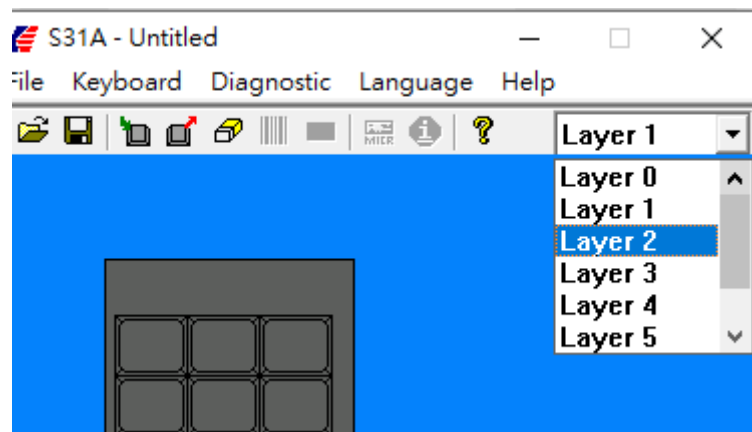 S31A - Untitled
File Keyboard Diagnostic Language Help
MICR
Layer 1
Layer 0
Layer 1
Layer 2
Layer 3
Layer 4
Layer 5